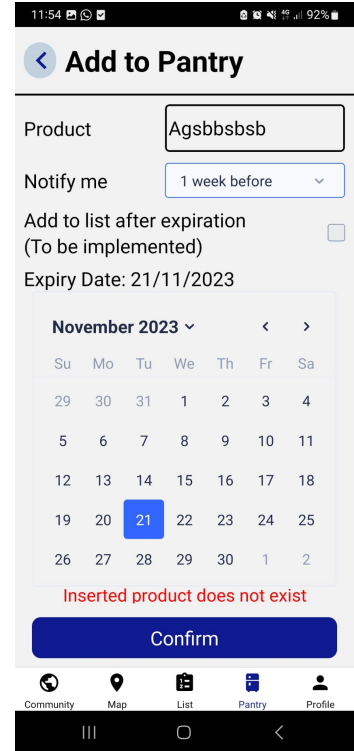 11:54 4G 92%
Add to Pantry
Product Agsbbsbsb
Notify me 1 week before
Add to list after expiration
(To be implemented)
Expiry Date: 21/11/2023
November 2023
Su Mo Tu We Th Fr Sa
29 30 31 1 2 3 4
5 6 7 8 9 10 11
12 13 14 15 16 17 18
19 20 21 22 23 24 25
26 27 28 29 30 1 2
Inserted product does not exist
Confirm
Community Map List Pantry Profile